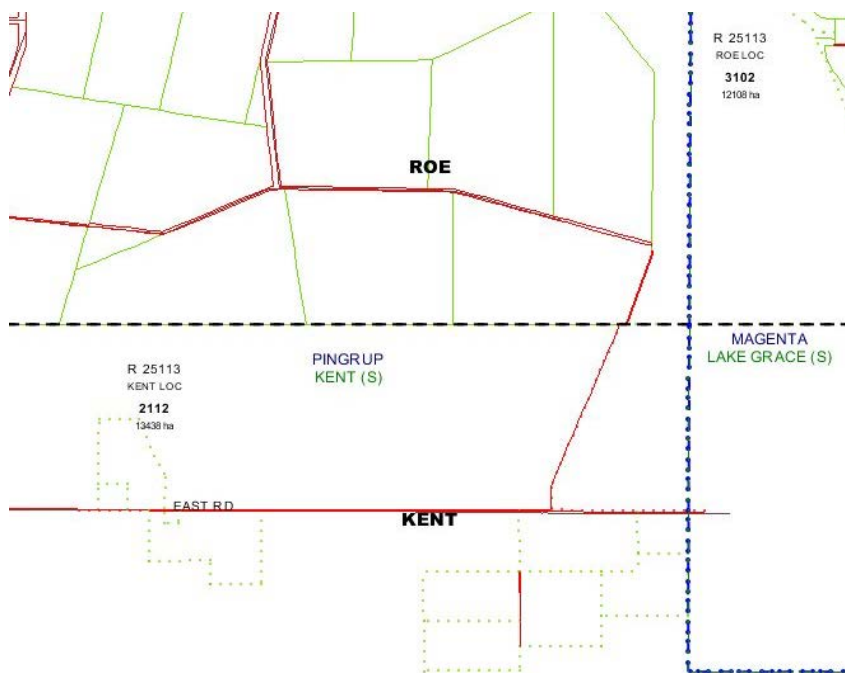 R 25113
ROE LOC
3102
12108 ha
ROE
MAGENTA
LAKE GRACE (S)
PINGRUP
KENT (S)
R 25113
KENT LOC
2112
13438 ha
EAST RD
KENT